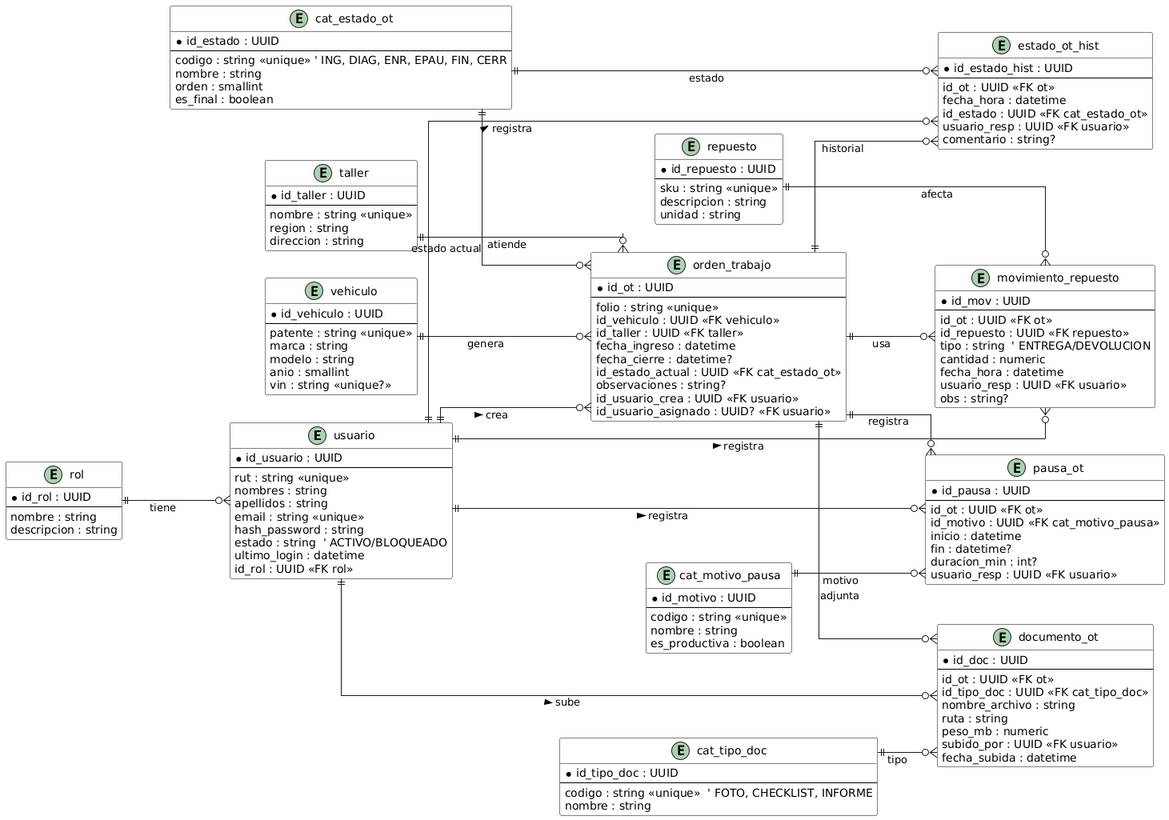 E cat_estado_ot
• id_estado : UUID
codigo : string «unique» ' ING, DIAG, ENR, EPAU, FIN, CERR
nombre : string
orden : smallint
es_final : boolean
E estado_ot_hist
• id_estado_hist : UUID
id_ot : UUID «FK ot»
fecha_hora : datetime
id_estado : UUID «FK cat_estado_ot»
usuario_resp : UUID «FK usuario»
comentario : string?
estado
registra
historial
E repuesto
• id_repuesto : UUID
sku : string «unique»
descripcion : string
unidad : string
afecta
E taller
• id_taller : UUID
nombre : string «unique»
region : string
direccion : string
estado actual
atiende
E vehiculo
• id_vehiculo : UUID
patente : string «unique»
marca : string
modelo : string
anio : smallint
vin : string «unique?»
genera
E orden_trabajo
• id_ot : UUID
folio : string «unique»
id_vehiculo : UUID «FK vehiculo»
id_taller : UUID «FK taller»
fecha_ingreso : datetime
fecha_cierre : datetime?
id_estado_actual : UUID «FK cat_estado_ot»
observaciones : string?
id_usuario_crea : UUID «FK usuario»
id_usuario_asignado : UUID? «FK usuario»
usa
E movimiento_repuesto
• id_mov : UUID
id_ot : UUID «FK ot»
id_repuesto : UUID «FK repuesto»
tipo : string ' ENTREGA/DEVOLUCION
cantidad : numeric
fecha_hora : datetime
usuario_resp : UUID «FK usuario»
obs : string?
crea
registra
registra
E rol
• id_rol : UUID
nombre : string
descripcion : string
tiene
E usuario
• id_usuario : UUID
rut : string «unique»
nombres : string
apellidos : string
email : string «unique»
hash_password : string
estado : string ' ACTIVO/BLOQUEADO
ultimo_login : datetime
id_rol : UUID «FK rol»
registra
E pausa_ot
• id_pausa : UUID
id_ot : UUID «FK ot»
id_motivo : UUID «FK cat_motivo_pausa»
inicio : datetime
fin : datetime?
duracion_min : int?
usuario_resp : UUID «FK usuario»
E cat_motivo_pausa
• id_motivo : UUID
codigo : string «unique»
nombre : string
es_productiva : boolean
motivo
adjunta
E documento_ot
• id_doc : UUID
id_ot : UUID «FK ot»
id_tipo_doc : UUID «FK cat_tipo_doc»
nombre_archivo : string
ruta : string
peso_mb : numeric
subido_por : UUID «FK usuario»
fecha_subida : datetime
sube
E cat_tipo_doc
• id_tipo_doc : UUID
codigo : string «unique» ' FOTO, CHECKLIST, INFORME
nombre : string
tipo